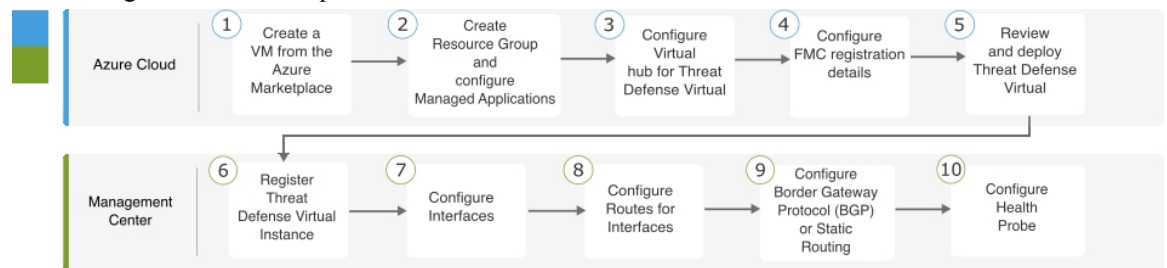 Azure Cloud
1
Create a
VM from the
Azure
Marketplace
2
Create
Resource Group
and
configure
Managed Applications
3
Configure
Virtual
hub for Threat
Defense Virtual
4
Configure
FMC registration
details
5
Review
and deploy
Threat Defense
Virtual
Management
Center
6
Register
Threat
Defense Virtual
Instance
7
Configure
Interfaces
8
Configure
Routes for
Interfaces
9
Configure
Border Gateway
Protocol (BGP)
or Static
Routing
10
Configure
Health
Probe